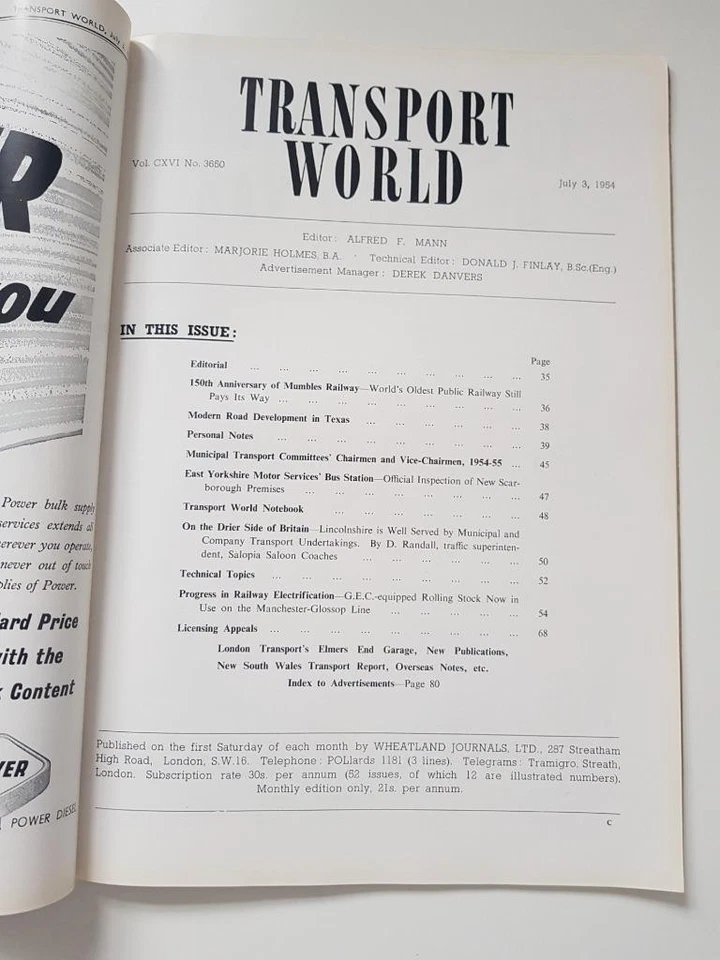 TRANSPORT WORLD, July
R
ou
Power bulk supply
services extends all
erever you operate,
never out of touch
plies of Power.
ard Price
with the
Content
ER
POWER DIESEL
TRANSPORT
WORLD
Vol. CXVI No. 3650
July 3, 1954
Editor: ALFRED F. MANN
Associate Editor: MARJORIE HOLMES, B.A. · Technical Editor: DONALD J. FINLAY, B.Sc.(Eng.)
Advertisement Manager: DEREK DANVERS
IN THIS ISSUE:
Page
Editorial ... ... ... ... ... ... ... ... ... ... 35
150th Anniversary of Mumbles Railway—World's Oldest Public Railway Still
Pays Its Way ... ... ... ... ... ... ... ... ... 36
Modern Road Development in Texas ... ... ... ... ... ... 38
Personal Notes ... ... ... ... ... ... ... ... ... 39
Municipal Transport Committees' Chairmen and Vice-Chairmen, 1954-55 ... 45
East Yorkshire Motor Services' Bus Station—Official Inspection of New Scar-
borough Premises ... ... ... ... ... ... ... ... 47
Transport World Notebook ... ... ... ... ... ... ... 48
On the Drier Side of Britain—Lincolnshire is Well Served by Municipal and
Company Transport Undertakings. By D. Randall, traffic superinten-
dent, Salopia Saloon Coaches ... ... ... ... ... ... 50
Technical Topics ... ... ... ... ... ... ... ... ... 52
Progress in Railway Electrification—G.E.C.-equipped Rolling Stock Now in
Use on the Manchester-Glossop Line ... ... ... ... ... 54
Licensing Appeals ... ... ... ... ... ... ... ... ... 68
London Transport's Elmers End Garage, New Publications,
New South Wales Transport Report, Overseas Notes, etc.
Index to Advertisements—Page 80
Published on the first Saturday of each month by WHEATLAND JOURNALS, LTD., 287 Streatham
High Road, London, S.W.16. Telephone: POLlards 1181 (3 lines). Telegrams: Tramigro, Streath,
London. Subscription rate 30s. per annum (52 issues, of which 12 are illustrated numbers).
Monthly edition only, 21s. per annum.
C